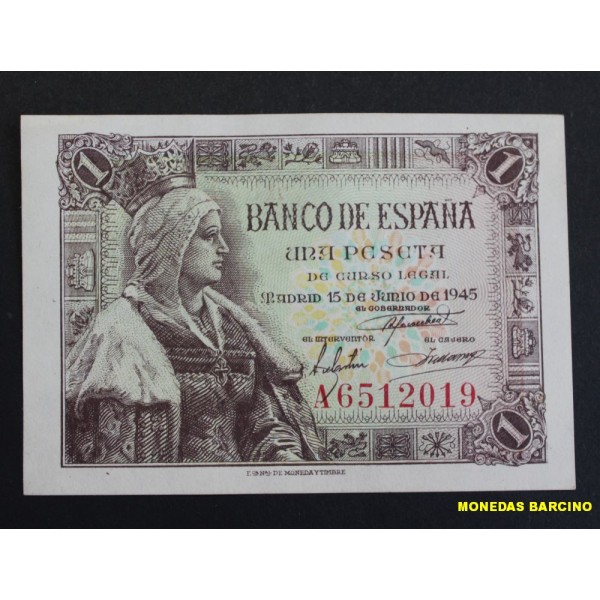 1
1
BANCO DE ESPAÑA
UNA PESETA
DE CURSO LEGAL
MADRID 15 DE JUNIO DE 1945
EL GOBERNADOR
EL INTERVENTOR EL CAJERO
A6512019
1
MONEDAS BARCINO